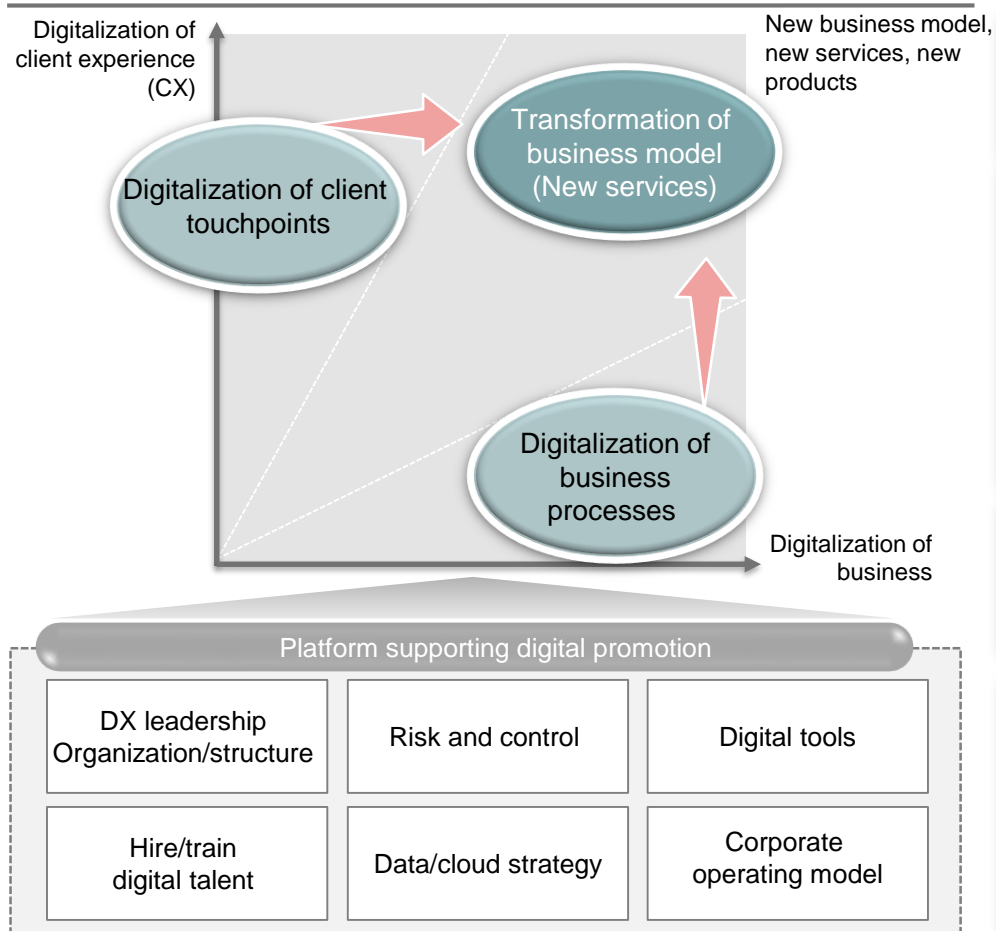 Digitalization of
client experience
(CX)
New business model,
new services, new
products
Transformation of
business model
(New services)
Digitalization of client
touchpoints
Digitalization of
business
processes
Digitalization of
business
Platform supporting digital promotion
DX leadership
Organization/structure
Risk and control
Digital tools
Hire/train
digital talent
Data/cloud strategy
Corporate
operating model